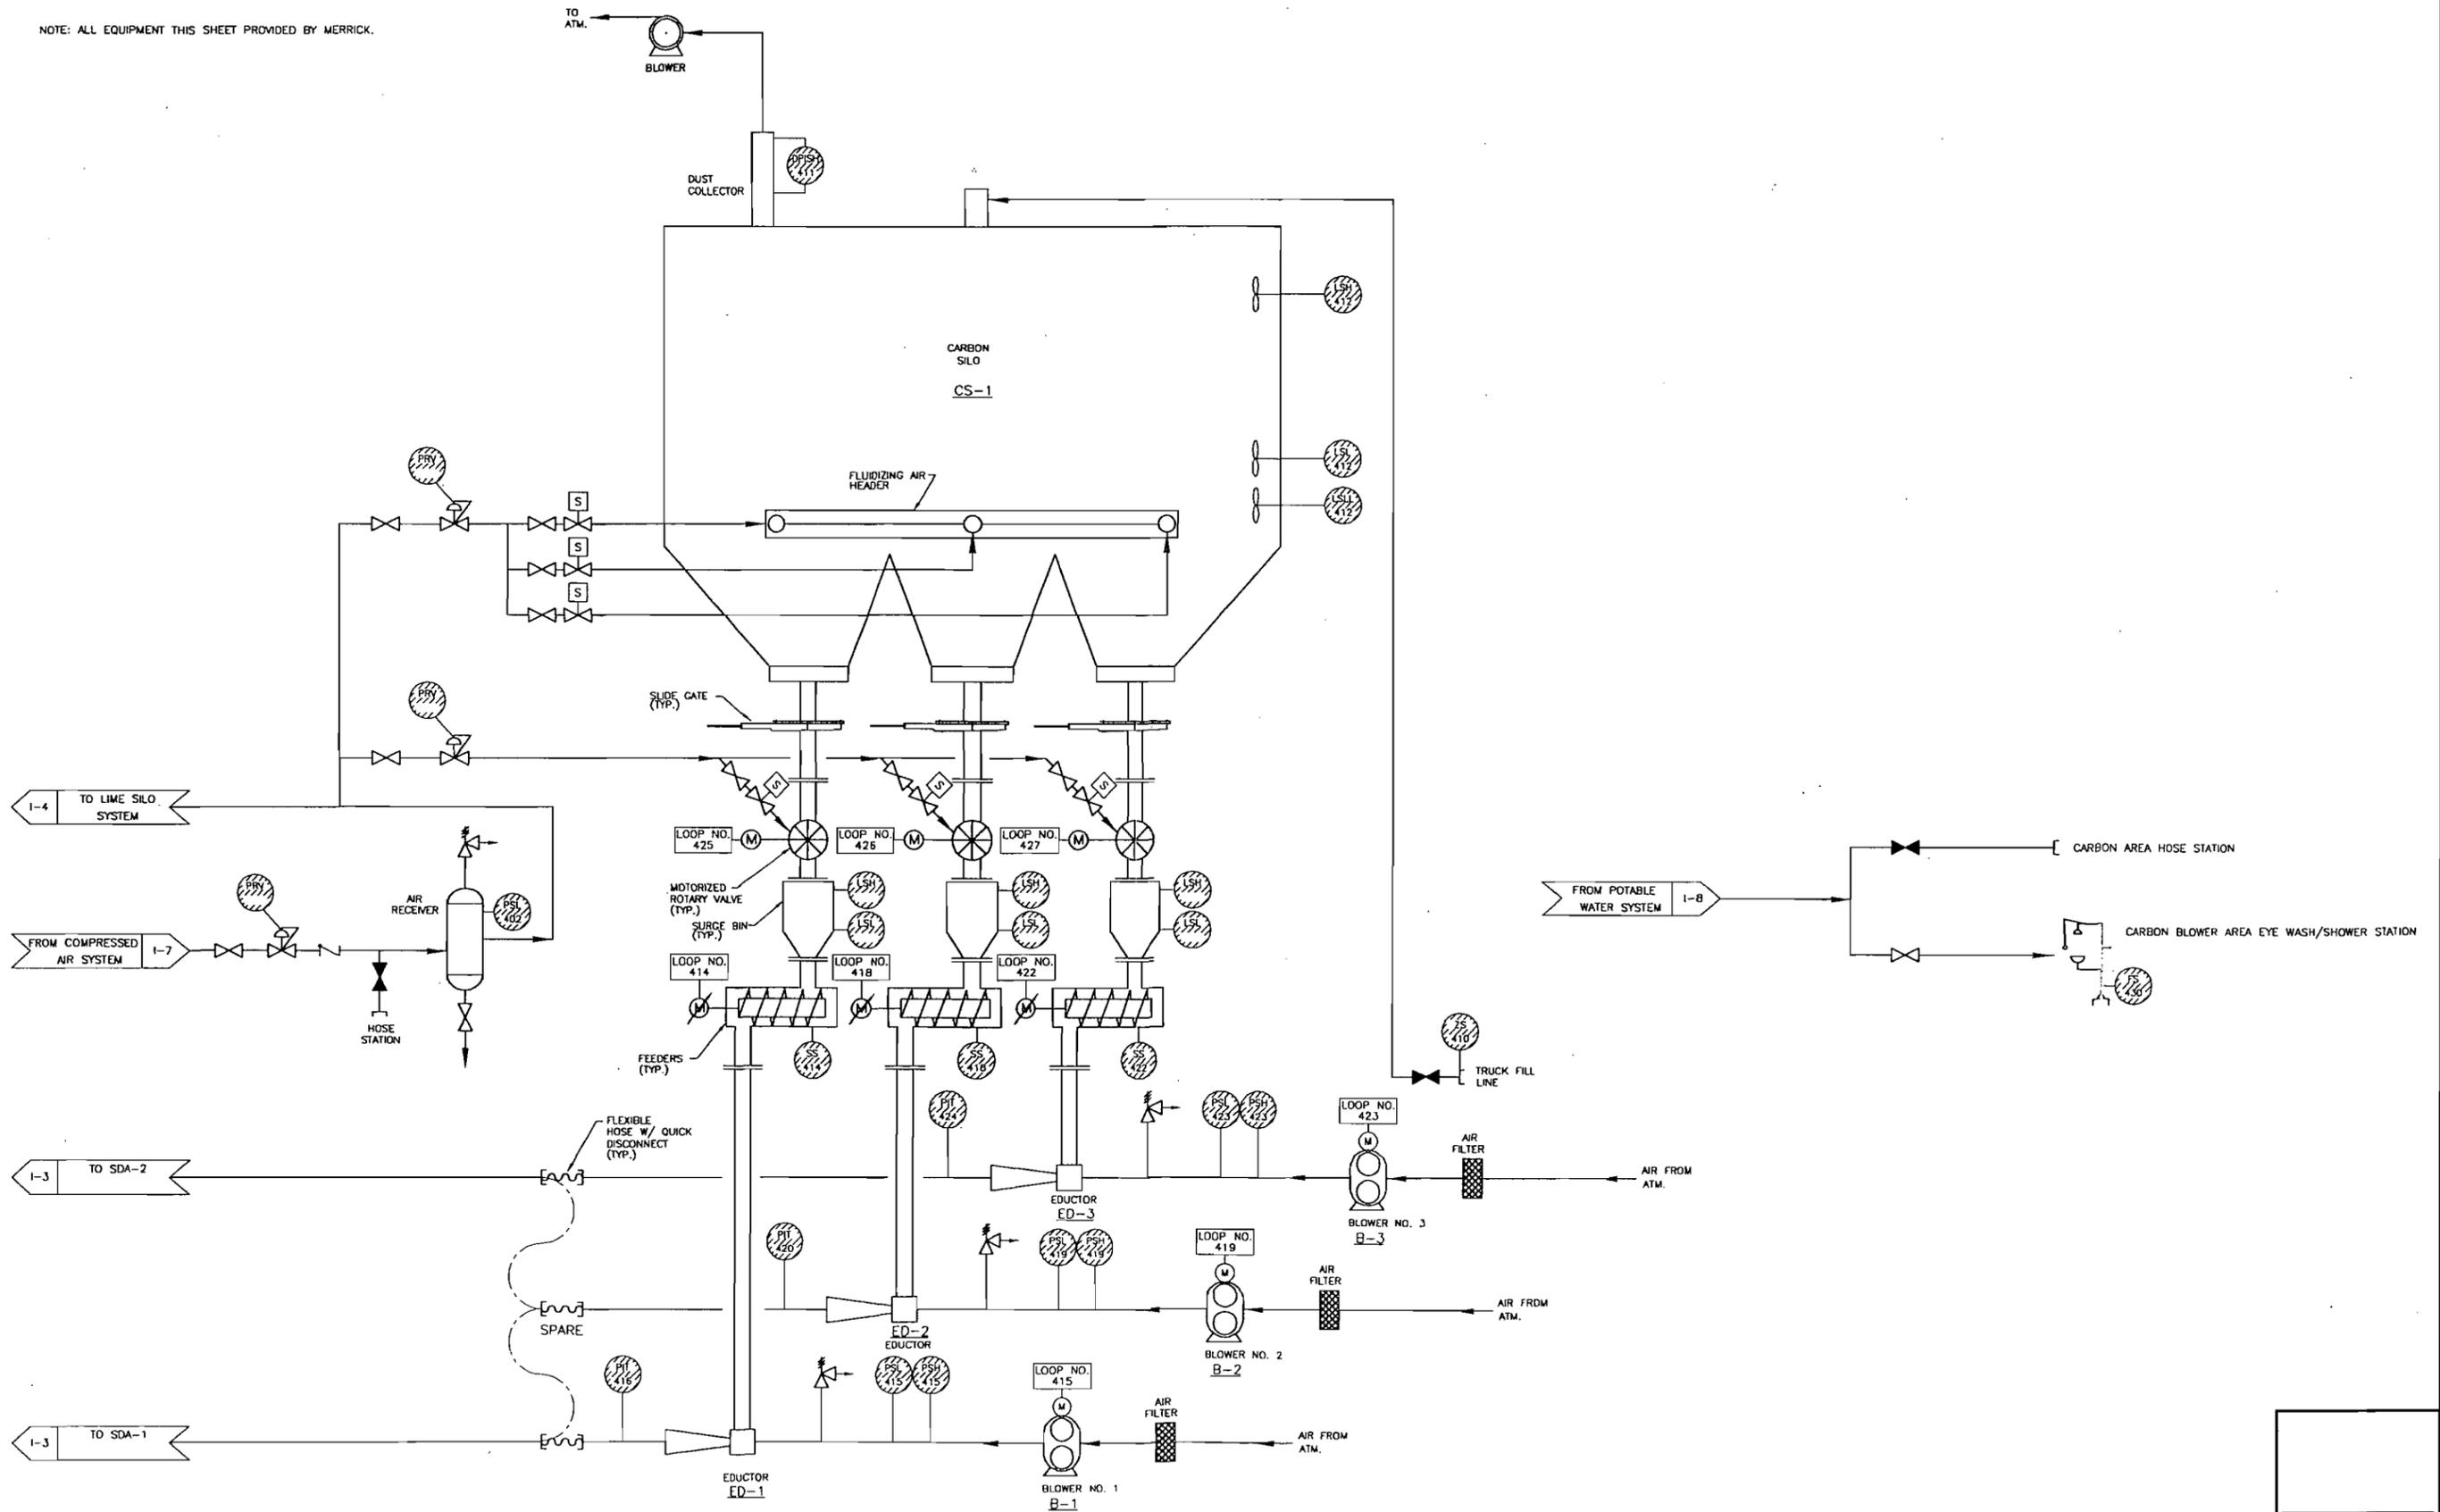 NOTE: ALL EQUIPMENT THIS SHEET PROVIDED BY MERRICK.
TO
ATM.
BLOWER
DUST
COLLECTOR
DPISH
411
LSH
412
CARBON
SILO
CS-1
LSL
412
LSLL
412
FLUIDIZING AIR
HEADER
PRV
S
S
S
PRV
SLIDE GATE
(TYP.)
S
S
S
I-4
TO LIME SILO
SYSTEM
LOOP NO.
425
M
LOOP NO.
426
M
LOOP NO.
427
M
MOTORIZED
ROTARY VALVE
(TYP.)
SURGE BIN
(TYP.)
LSH
LSL
LSH
LSL
LSH
LSL
PRV
AIR
RECEIVER
PSL
402
FROM COMPRESSED
AIR SYSTEM
I-7
HOSE
STATION
LOOP NO.
414
M
LOOP NO.
418
M
LOOP NO.
422
M
FEEDERS
(TYP.)
SS
414
SS
418
SS
422
FROM POTABLE
WATER SYSTEM
I-8
CARBON AREA HOSE STATION
CARBON BLOWER AREA EYE WASH/SHOWER STATION
FS
430
ZS
410
TRUCK FILL
LINE
FLEXIBLE
HOSE W/ QUICK
DISCONNECT
(TYP.)
PIT
424
PSL
423
PSH
423
LOOP NO.
423
M
AIR
FILTER
AIR FROM
ATM.
I-3
TO SDA-2
EDUCTOR
ED-3
BLOWER NO. 3
B-3
PIT
420
PSL
419
PSH
419
LOOP NO.
419
M
AIR
FILTER
AIR FROM
ATM.
SPARE
ED-2
EDUCTOR
BLOWER NO. 2
B-2
PIT
416
PSL
415
PSH
415
LOOP NO.
415
M
AIR
FILTER
AIR FROM
ATM.
I-3
TO SDA-1
EDUCTOR
ED-1
BLOWER NO. 1
B-1